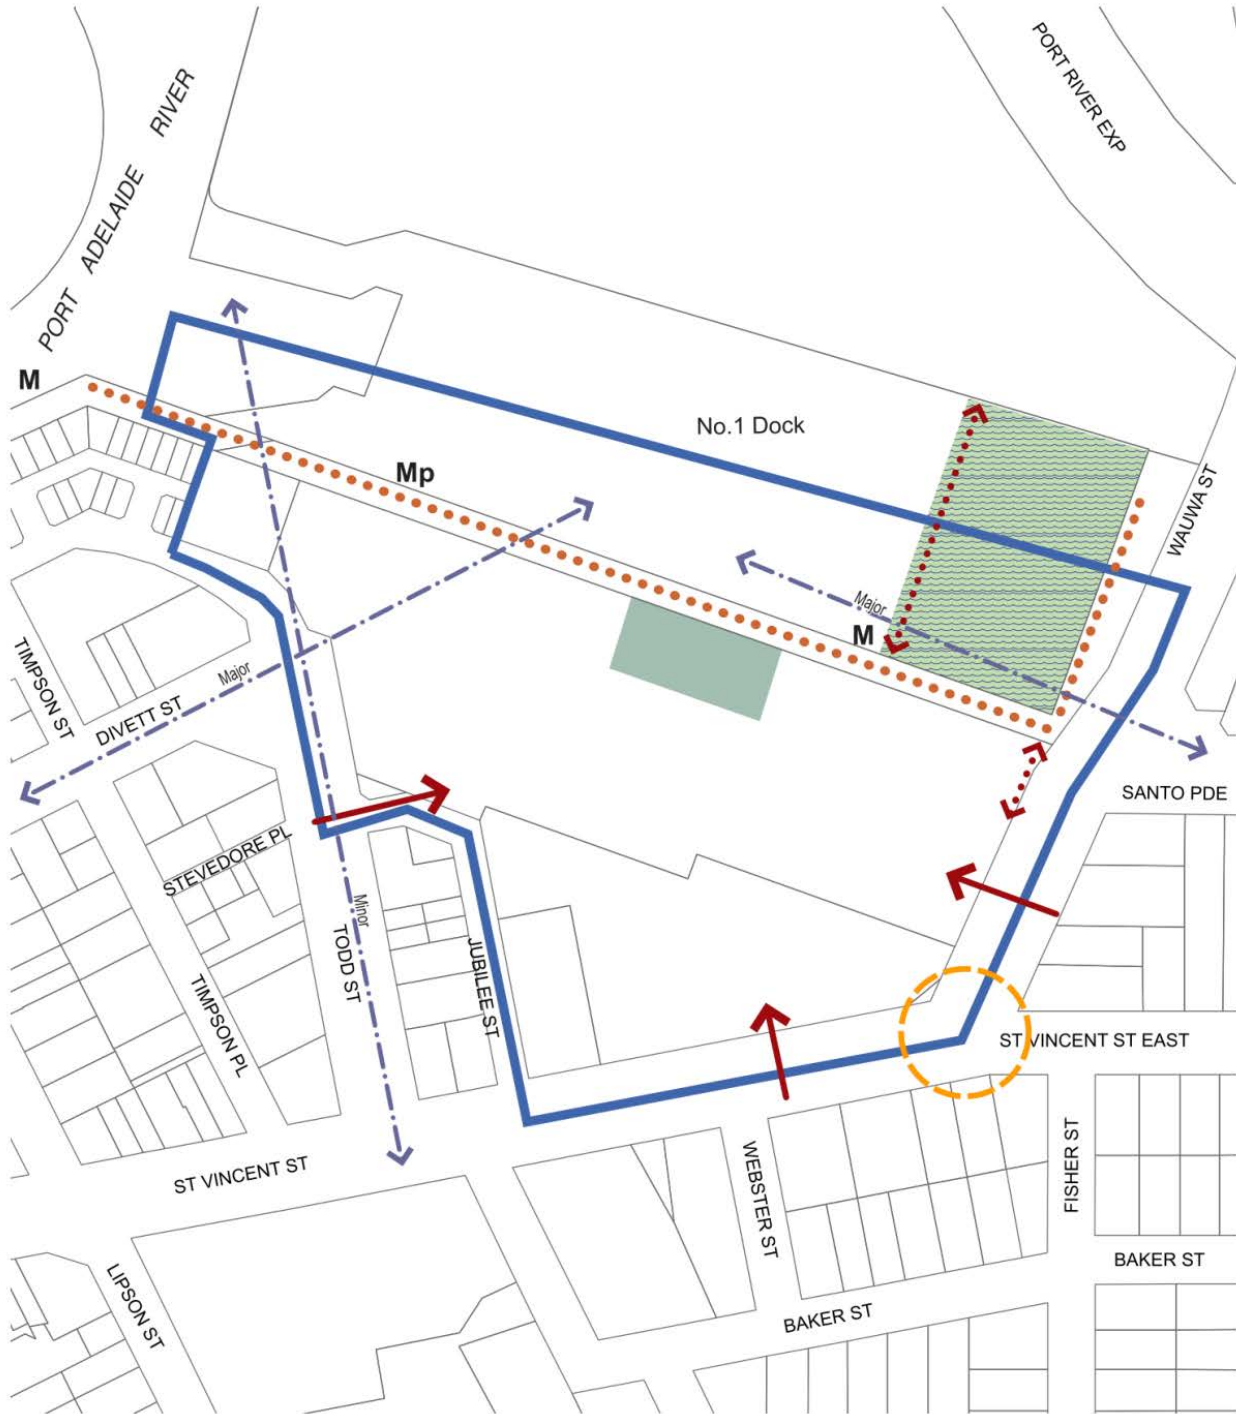 PORT ADELAIDE RIVER
PORT RIVER EXP
M
No.1 Dock
Mp
WAUWA ST
Major
M
TIMPSON ST
DIVETT ST
Major
SANTO PDE
STEVEDORE PL
Minor
TODD ST
JUBILEE ST
TIMPSON PL
ST VINCENT ST EAST
ST VINCENT ST
WEBSTER ST
FISHER ST
BAKER ST
LIPSON ST
BAKER ST